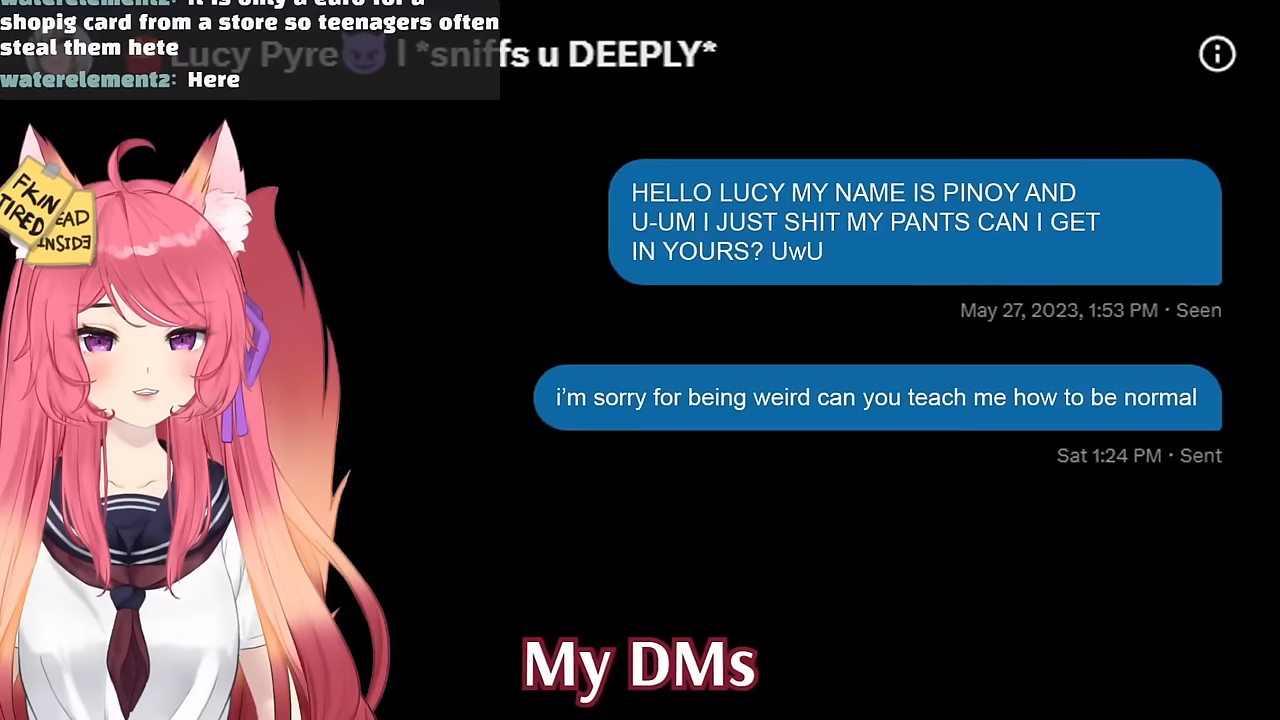 waterelement2: It is only a euro for a
shopig card from a store so teenagers often
steal them hete
waterelement2: Here
Lucy Pyre😈 l *sniffs u DEEPLY*
FKIN
TIRED
EAD
INSIDE
HELLO LUCY MY NAME IS PINOY AND
U-UM I JUST SHIT MY PANTS CAN I GET
IN YOURS? UwU
May 27, 2023, 1:53 PM · Seen
i'm sorry for being weird can you teach me how to be normal
Sat 1:24 PM · Sent
My DMs